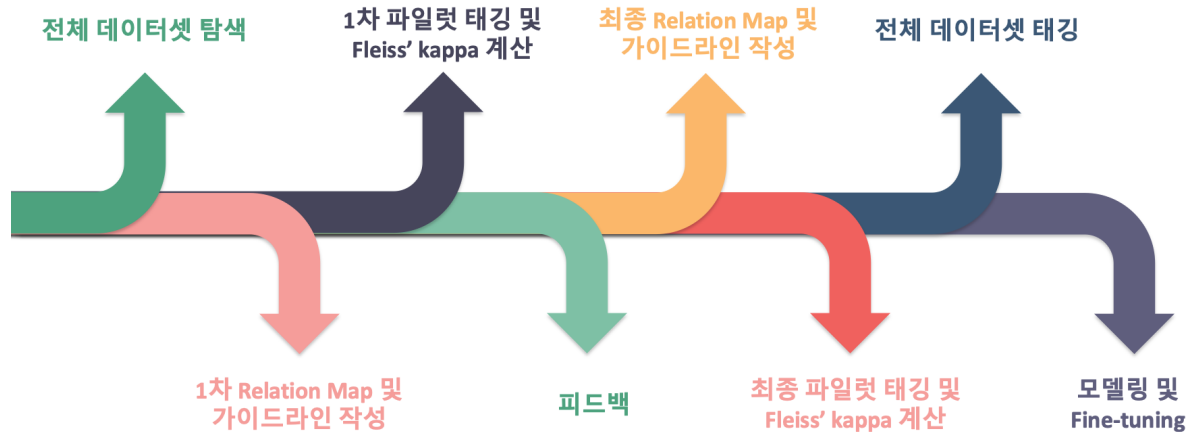 전체 데이터셋 탐색
1차 파일럿 태깅 및
Fleiss’ kappa 계산
최종 Relation Map 및
가이드라인 작성
전체 데이터셋 태깅
1차 Relation Map 및
가이드라인 작성
피드백
최종 파일럿 태깅 및
Fleiss’ kappa 계산
모델링 및
Fine-tuning